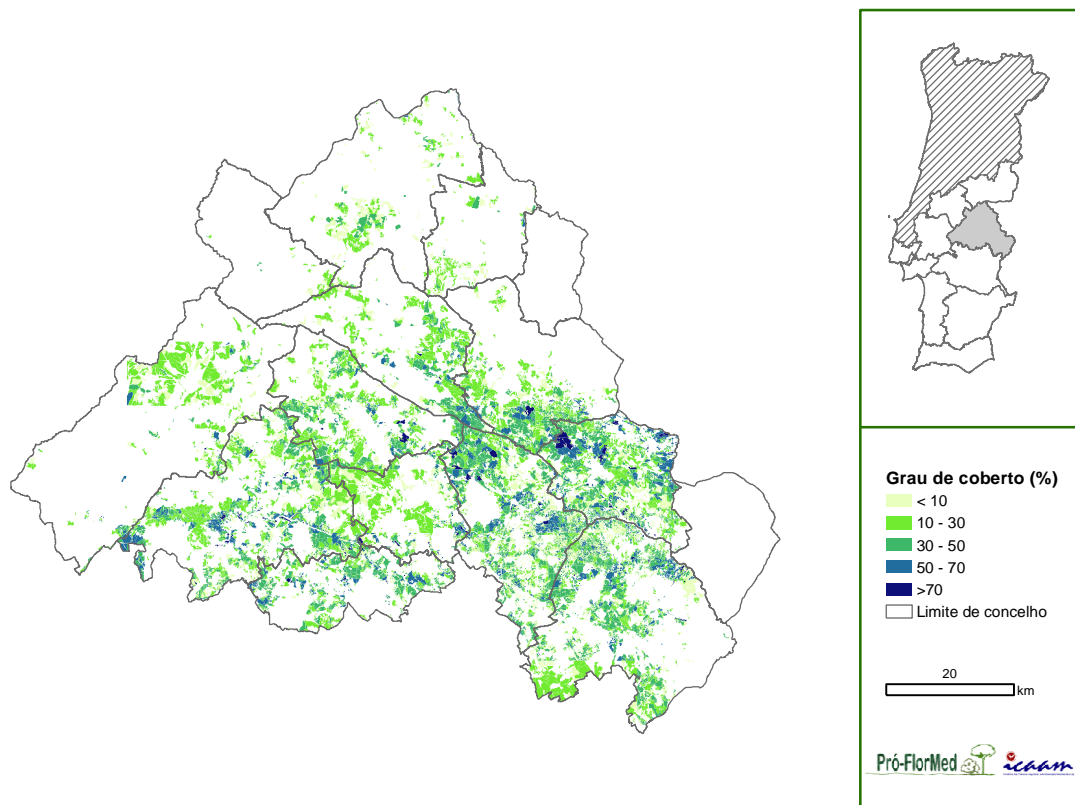 Grau de coberto (%)
< 10
10 - 30
30 - 50
50 - 70
>70
Limite de concelho
20
km
Pró-FlorMed
icaam